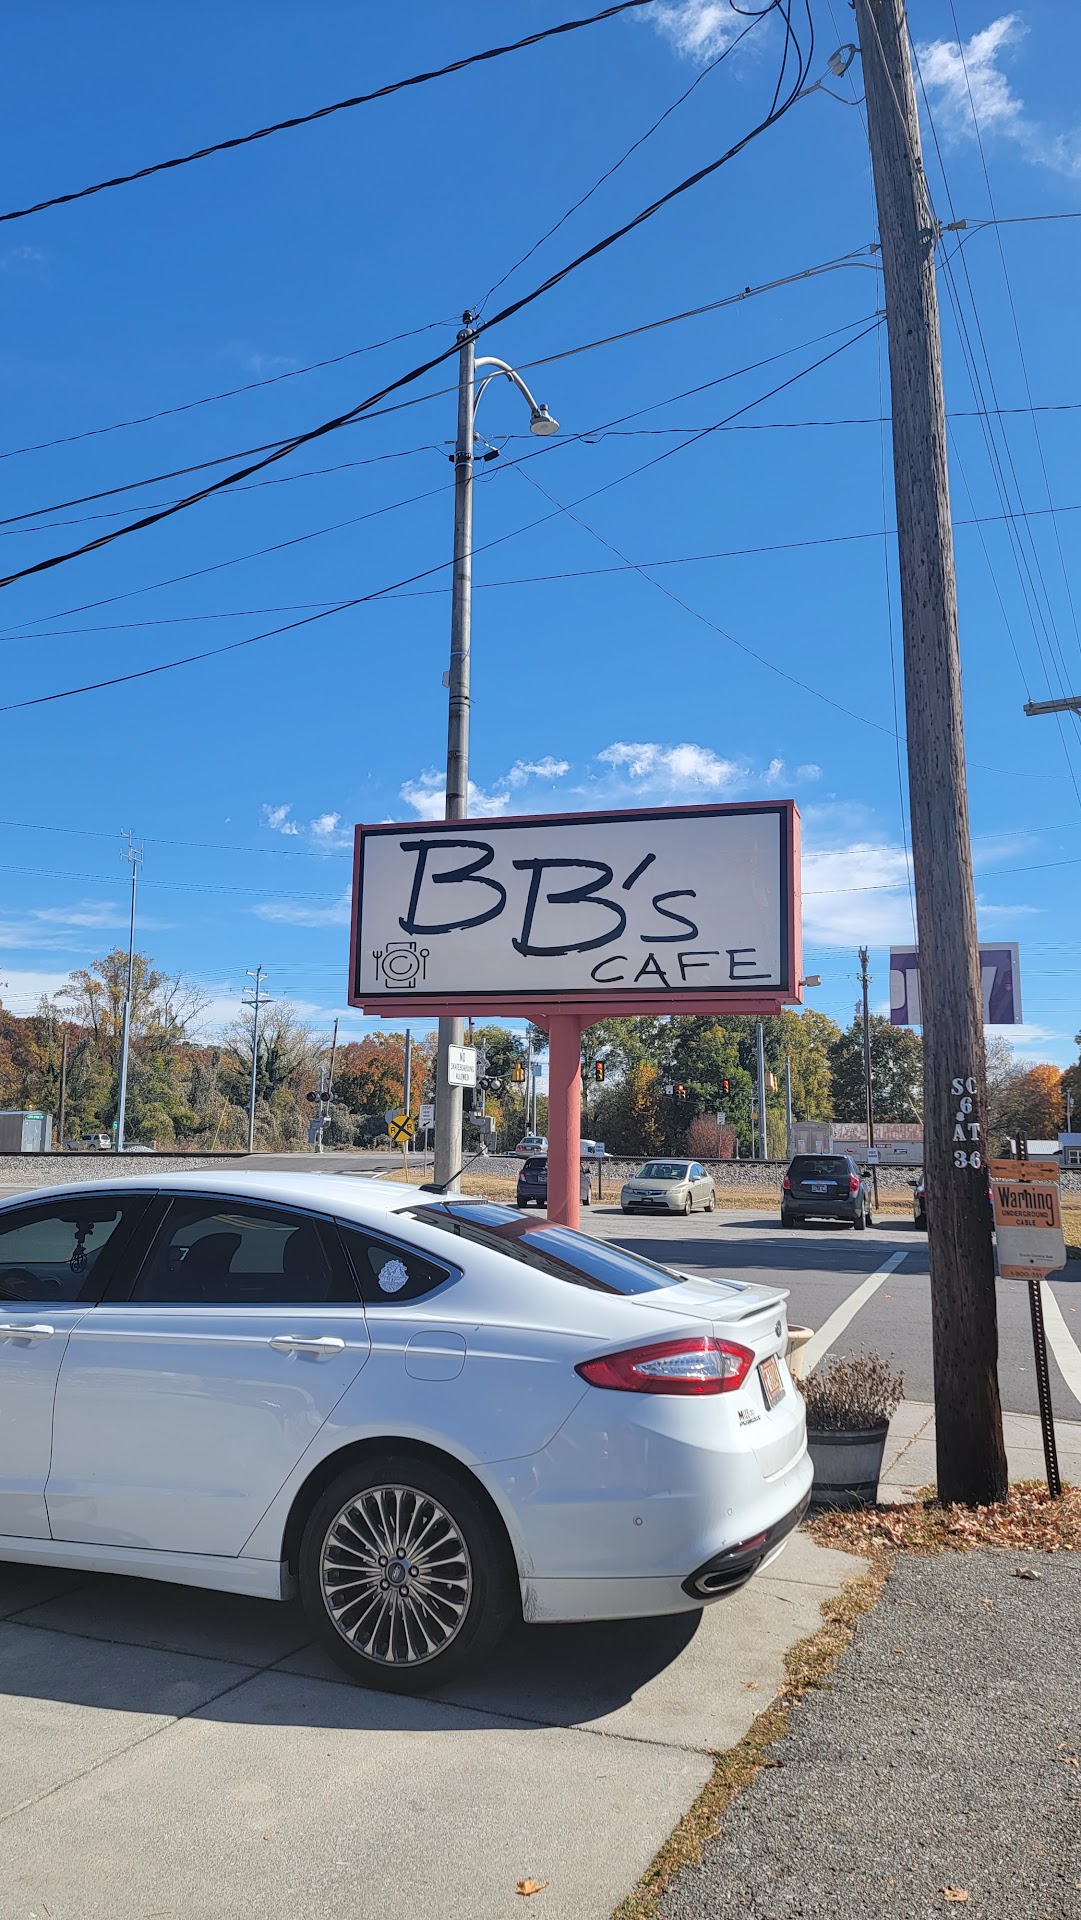 BB's
CAFE
NO
SKATEBOARDING
ALLOWED
R R
SC
6
AT
36
Warning
UNDERGROUND
CABLE